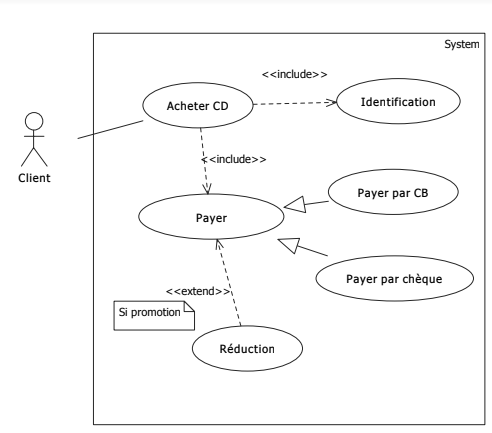 System
<<include>>
Acheter CD
Identification
Client
<<include>>
Payer par CB
Payer
Payer par chèque
<<extend>>
Si promotion
Réduction